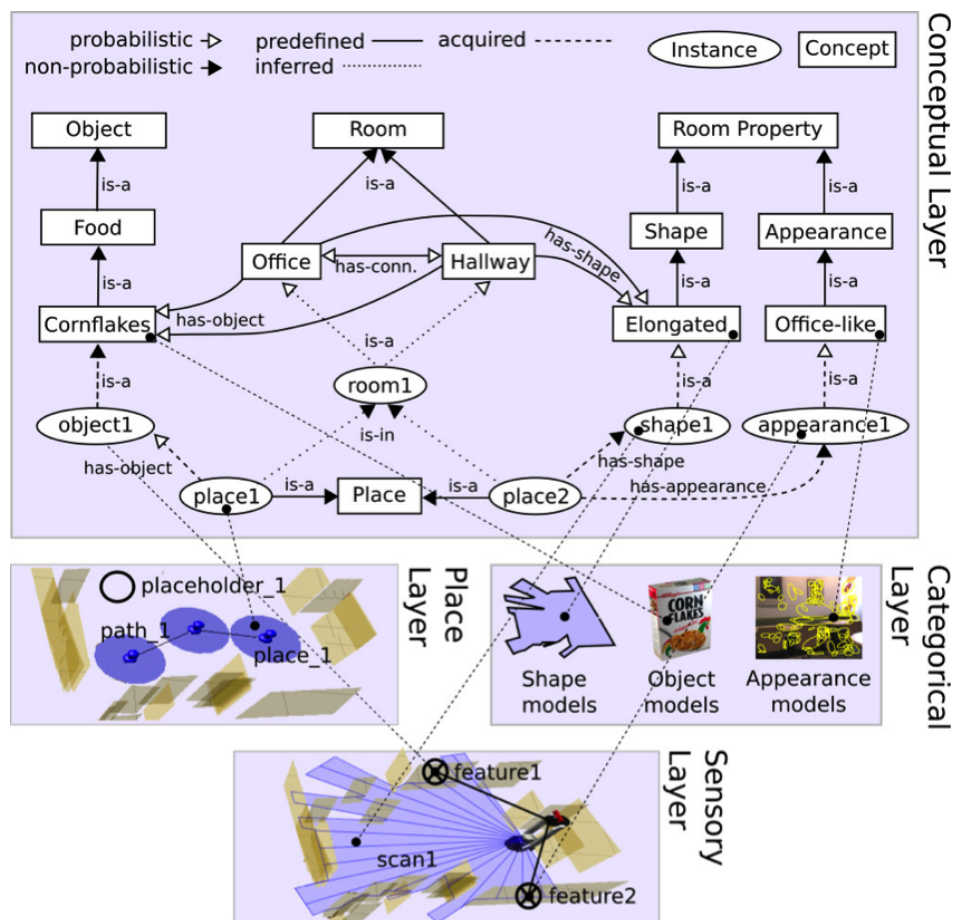 probabilistic
non-probabilistic
predefined
inferred
acquired
Instance
Concept
Conceptual Layer
Object
Room
Room Property
is-a
is-a
is-a
is-a
Food
Office
has-conn.
Hallway
has-shape
Shape
Appearance
is-a
is-a
is-a
Cornflakes
has-object
Elongated
Office-like
is-a
is-a
is-a
is-a
room1
object1
is-in
shape1
appearance1
has-object
has-shape
place1
is-a
Place
is-a
place2
has-appearance
placeholder_1
path_1
place_1
Place
Layer
CORN
FLAKES
Shape
models
Object
models
Appearance
models
Categorical
Layer
feature1
scan1
feature2
Sensory
Layer